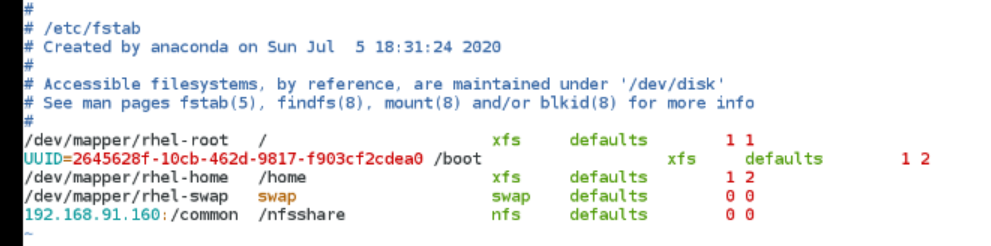 #
# /etc/fstab
# Created by anaconda on Sun Jul  5 18:31:24 2020
#
# Accessible filesystems, by reference, are maintained under '/dev/disk'
# See man pages fstab(5), findfs(8), mount(8) and/or blkid(8) for more info
#
/dev/mapper/rhel-root   /                       xfs     defaults        1 1
UUID=2645628f-10cb-462d-9817-f903cf2cdea0 /boot                   xfs     defaults        1 2
/dev/mapper/rhel-home   /home                   xfs     defaults        1 2
/dev/mapper/rhel-swap   swap                    swap    defaults        0 0
192.168.91.160:/common  /nfsshare               nfs     defaults        0 0
~